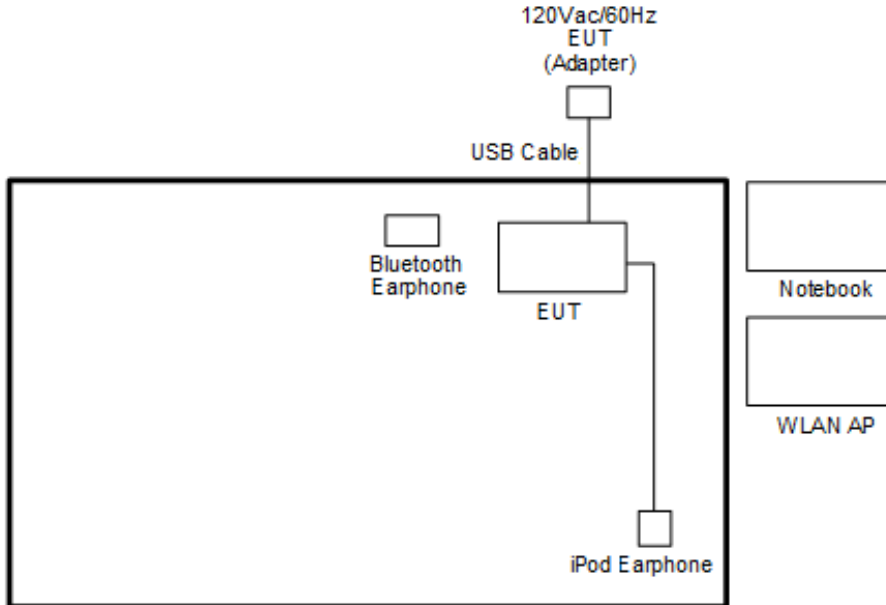 120Vac/60Hz
EUT
(Adapter)
USB Cable
Bluetooth
Earphone
EUT
Notebook
WLAN AP
iPod Earphone